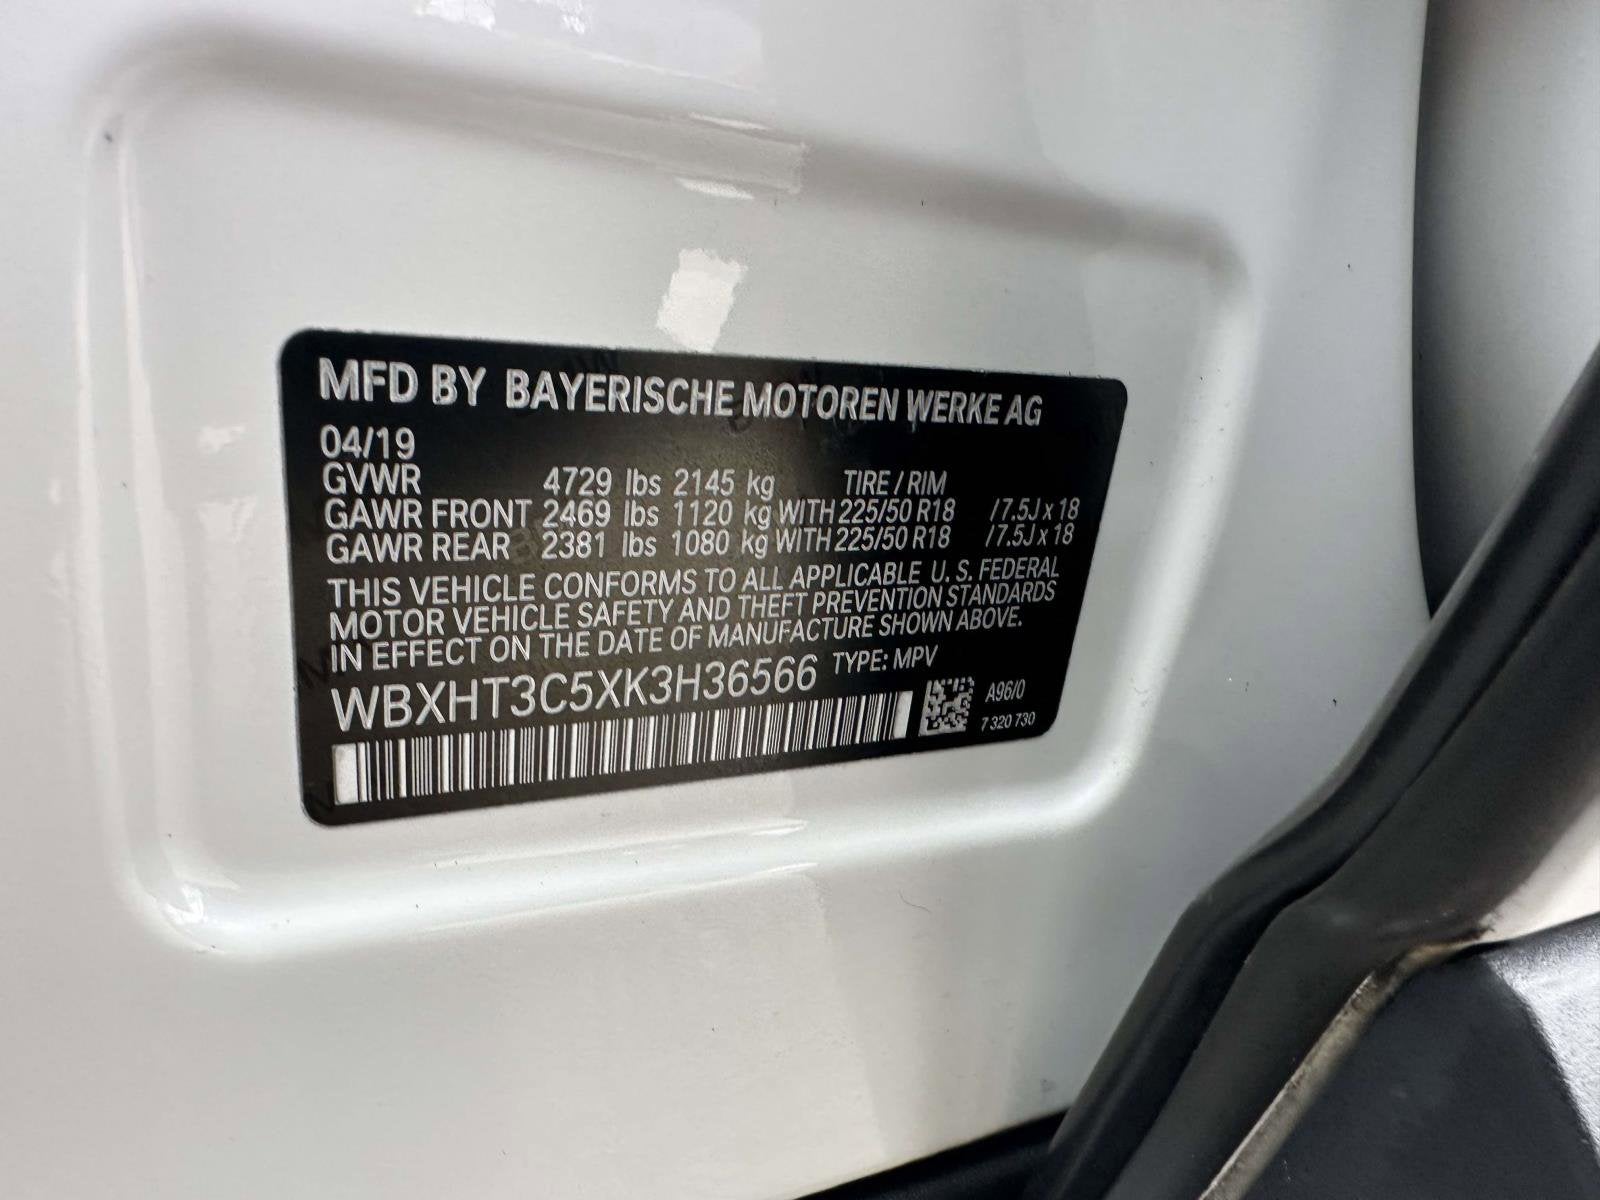 MFD BY BAYERISCHE MOTOREN WERKE AG
04/19
GVWR 4729 lbs 2145 kg TIRE / RIM
GAWR FRONT 2469 lbs 1120 kg WITH 225/50 R18 /7.5J x 18
GAWR REAR 2381 lbs 1080 kg WITH 225/50 R18 /7.5J x 18
THIS VEHICLE CONFORMS TO ALL APPLICABLE U. S. FEDERAL
MOTOR VEHICLE SAFETY AND THEFT PREVENTION STANDARDS
IN EFFECT ON THE DATE OF MANUFACTURE SHOWN ABOVE.
WBXHT3C5XK3H36566 TYPE: MPV
A96/0
7 320 730